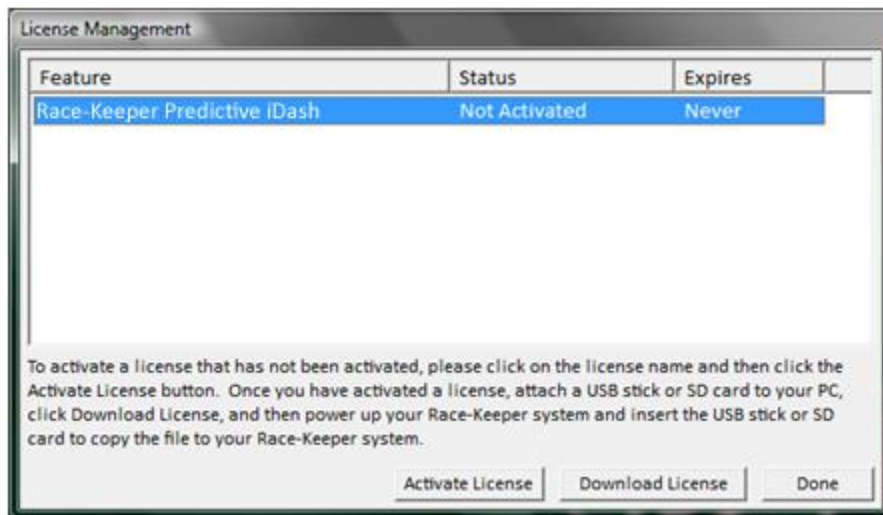 License Management
Feature Status Expires
Race-Keeper Predictive iDash Not Activated Never
To activate a license that has not been activated, please click on the license name and then click the
Activate License button. Once you have activated a license, attach a USB stick or SD card to your PC,
click Download License, and then power up your Race-Keeper system and insert the USB stick or SD
card to copy the file to your Race-Keeper system.
Activate License Download License Done